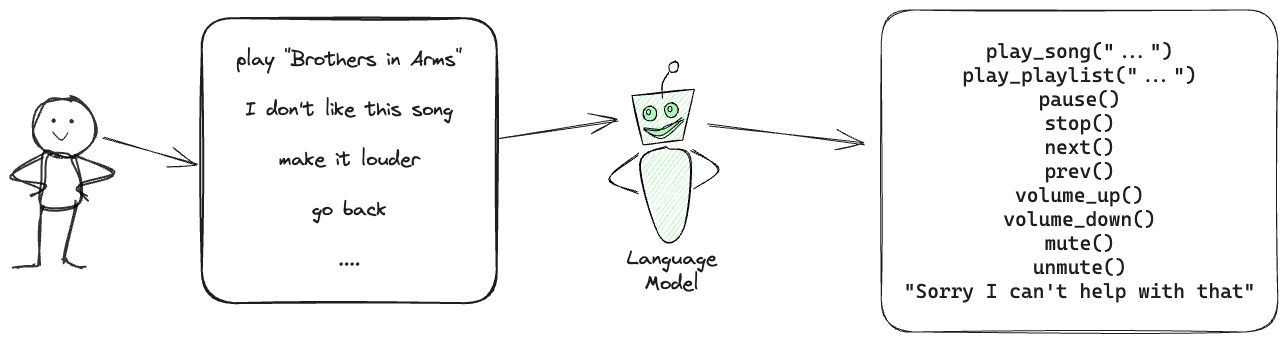 play "Brothers in Arms"
I don't like this song
make it louder
go back
....
Language
Model
play_song("...")
play_playlist("...")
pause()
stop()
next()
prev()
volume_up()
volume_down()
mute()
unmute()
"Sorry I can't help with that"